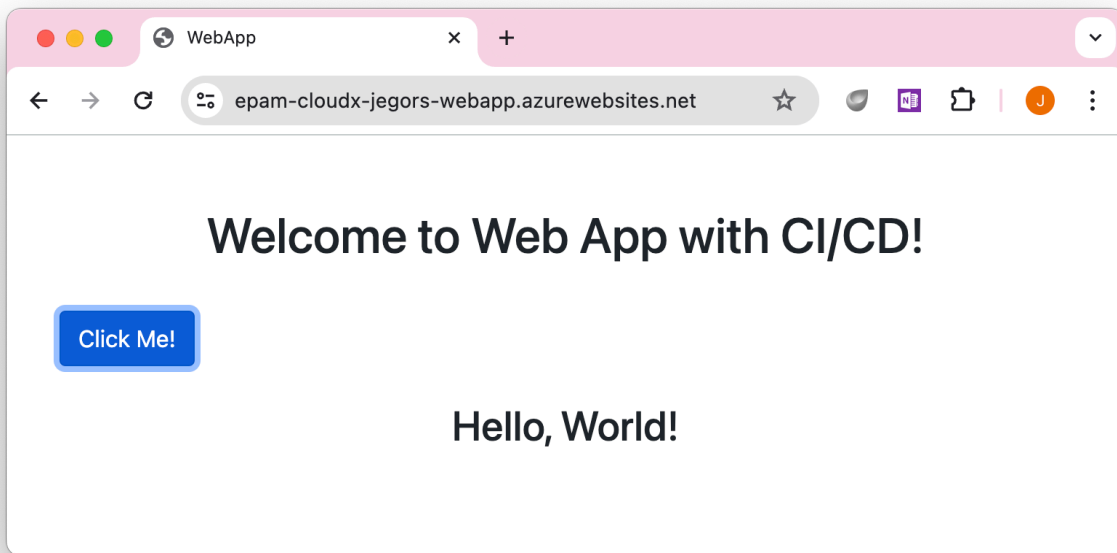 WebApp
epam-cloudx-jegors-webapp.azurewebsites.net
N
J
Welcome to Web App with CI/CD!
Click Me!
Hello, World!